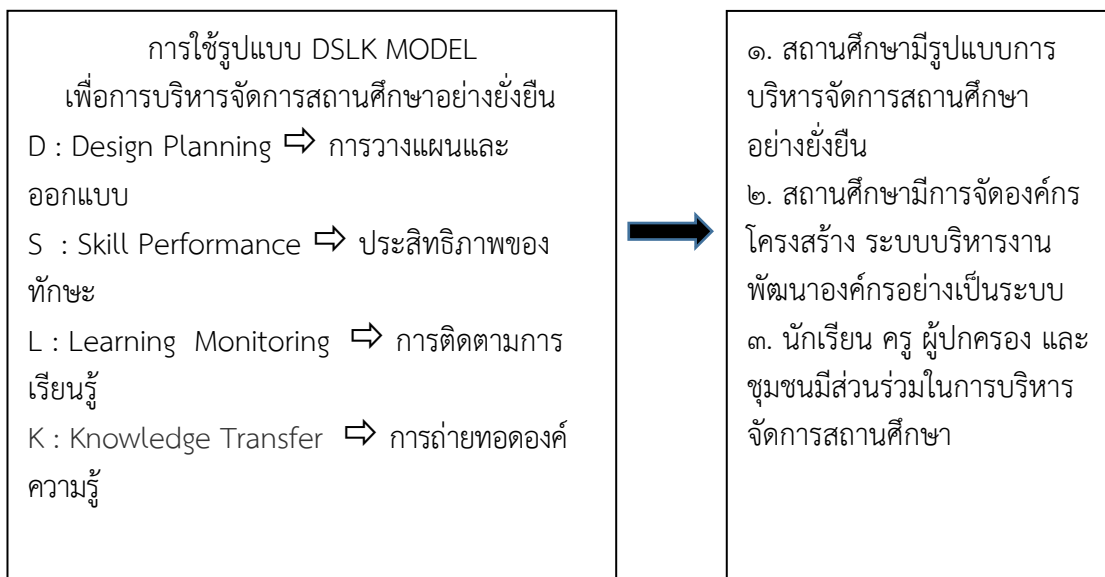 การใช้รูปแบบ DSLK MODEL
เพื่อการบริหารจัดการสถานศึกษาอย่างยั่งยืน
D : Design Planning ⇨ การวางแผนและ
ออกแบบ
S : Skill Performance ⇨ ประสิทธิภาพของ
ทักษะ
L : Learning Monitoring ⇨ การติดตามการ
เรียนรู้
K : Knowledge Transfer ⇨ การถ่ายทอดองค์
ความรู้
๑. สถานศึกษามีรูปแบบการ
บริหารจัดการสถานศึกษา
อย่างยั่งยืน
๒. สถานศึกษามีการจัดองค์กร
โครงสร้าง ระบบบริหารงาน
พัฒนาองค์กรอย่างเป็นระบบ
๓. นักเรียน ครู ผู้ปกครอง และ
ชุมชนมีส่วนร่วมในการบริหาร
จัดการสถานศึกษา